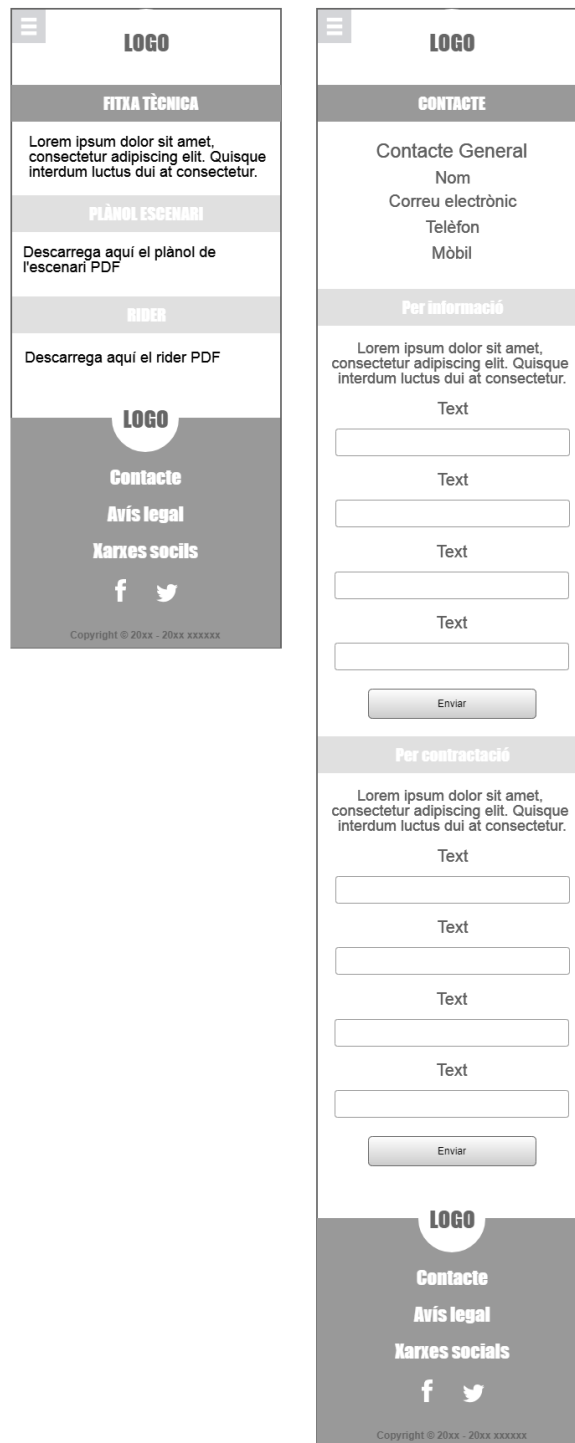 LOGO
FITXA TÈCNICA
Lorem ipsum dolor sit amet,
consectetur adipiscing elit. Quisque
interdum luctus dui at consectetur.
PLÀNOL ESCENARI
Descarrega aquí el plànol de
l'escenari PDF
RIDER
Descarrega aquí el rider PDF
LOGO
Contacte
Avís legal
Xarxes socils
Copyright © 20xx - 20xx xxxxxx
LOGO
CONTACTE
Contacte General
Nom
Correu electrònic
Telèfon
Mòbil
Per informació
Lorem ipsum dolor sit amet,
consectetur adipiscing elit. Quisque
interdum luctus dui at consectetur.
Text
Text
Text
Text
Enviar
Per contractació
Lorem ipsum dolor sit amet,
consectetur adipiscing elit. Quisque
interdum luctus dui at consectetur.
Text
Text
Text
Text
Enviar
LOGO
Contacte
Avís legal
Xarxes socials
Copyright © 20xx - 20xx xxxxxx